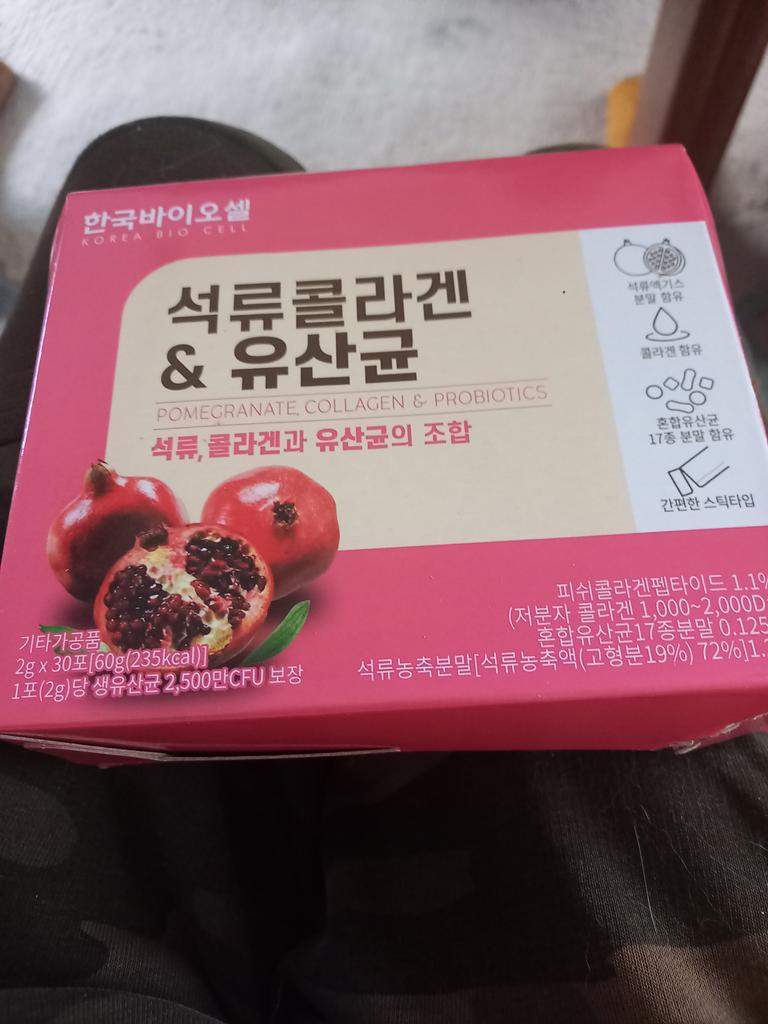 한국바이오셀
KOREA BIO CELL
석류콜라겐
& 유산균
POMEGRANATE, COLLAGEN & PROBIOTICS
석류, 콜라겐과 유산균의 조합
석류엑기스
분말 함유
콜라겐 함유
혼합유산균
17종 분말 함유
간편한 스틱타입
기타가공품
2g x 30포[60g(235kcal)]
1포(2g)당 생유산균 2,500만CFU 보장
피쉬콜라겐펩타이드 1.1%
(저분자 콜라겐 1,000~2,000D
혼합유산균17종분말 0.125
석류농축분말[석류농축액(고형분19%) 72%]1.